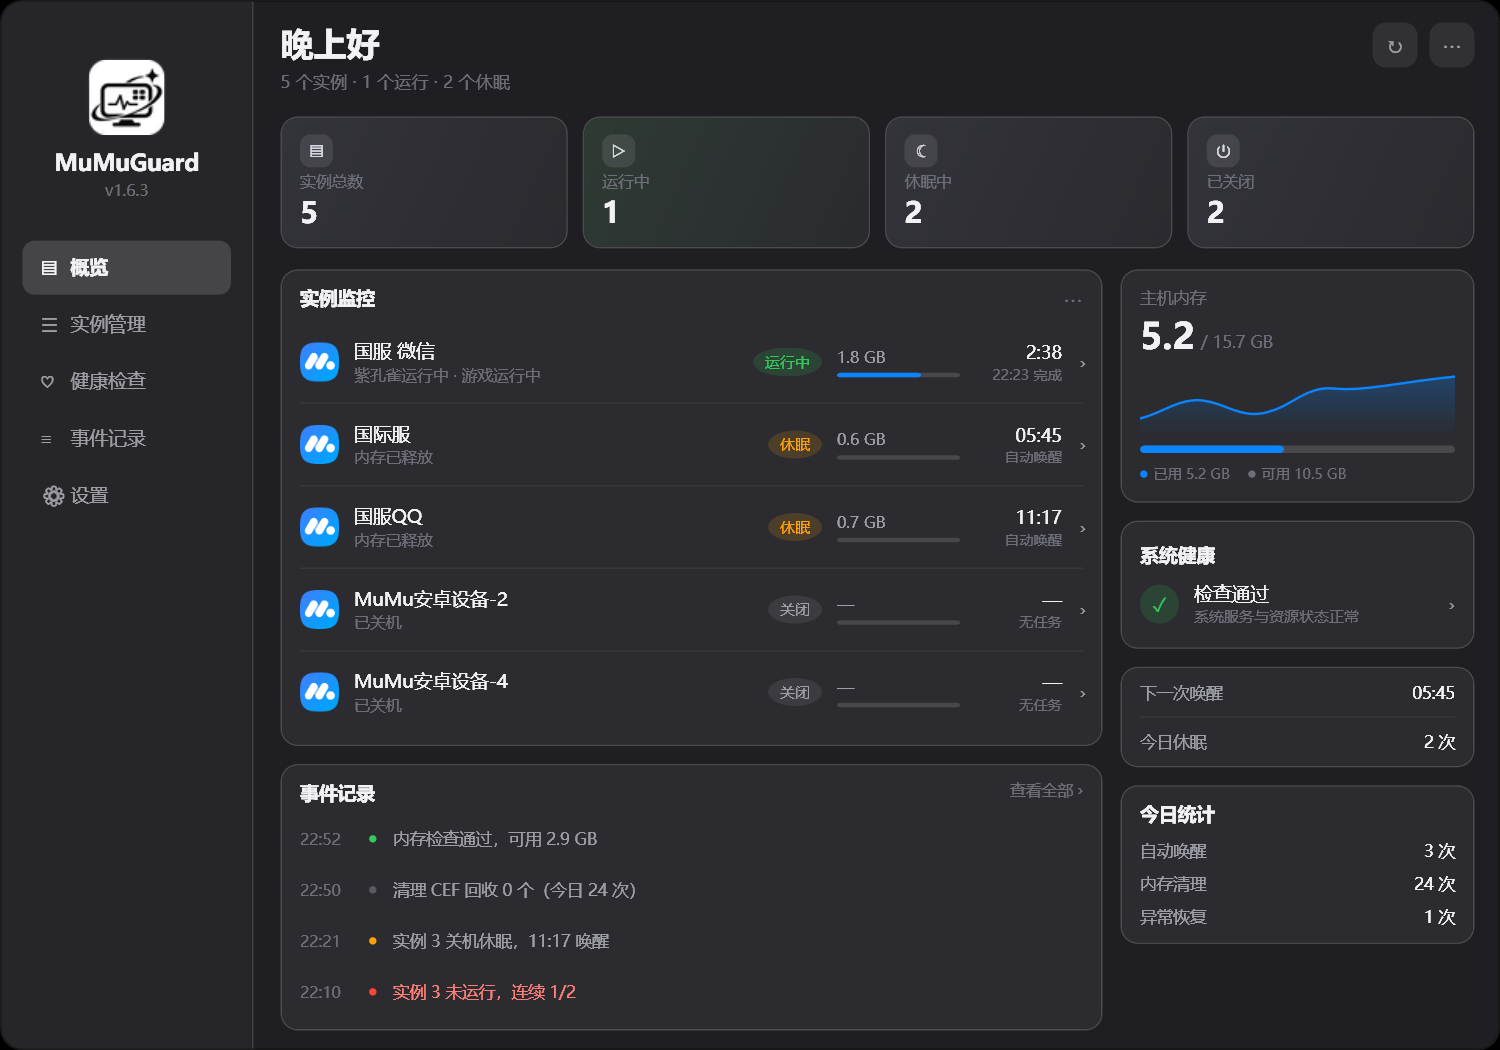 MuMuGuard
v1.6.3
概览
实例管理
健康检查
事件记录
设置
晚上好
5 个实例 · 1 个运行 · 2 个休眠
实例总数
5
运行中
1
休眠中
2
已关闭
2
实例监控
国服 微信
紫孔雀运行中 · 游戏运行中
运行中
1.8 GB
2:38
22:23 完成
国际服
内存已释放
休眠
0.6 GB
05:45
自动唤醒
国服QQ
内存已释放
休眠
0.7 GB
11:17
自动唤醒
MuMu安卓设备-2
已关机
关闭
—
—
无任务
MuMu安卓设备-4
已关机
关闭
—
—
无任务
事件记录
查看全部 ›
22:52 内存检查通过，可用 2.9 GB
22:50 清理 CEF 回收 0 个（今日 24 次）
22:21 实例 3 关机休眠，11:17 唤醒
22:10 实例 3 未运行，连续 1/2
主机内存
5.2 / 15.7 GB
已用 5.2 GB 可用 10.5 GB
系统健康
检查通过
系统服务与资源状态正常
下一次唤醒 05:45
今日休眠 2 次
今日统计
自动唤醒 3 次
内存清理 24 次
异常恢复 1 次